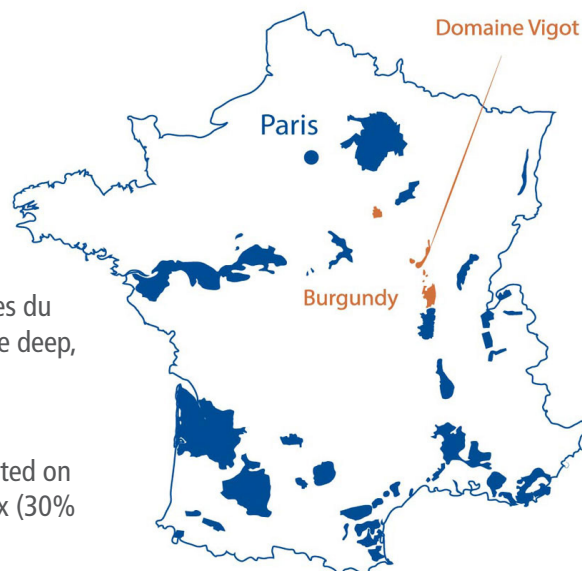 Domaine Vigot
Paris
Burgundy
es du
e deep,
ted on
x (30%